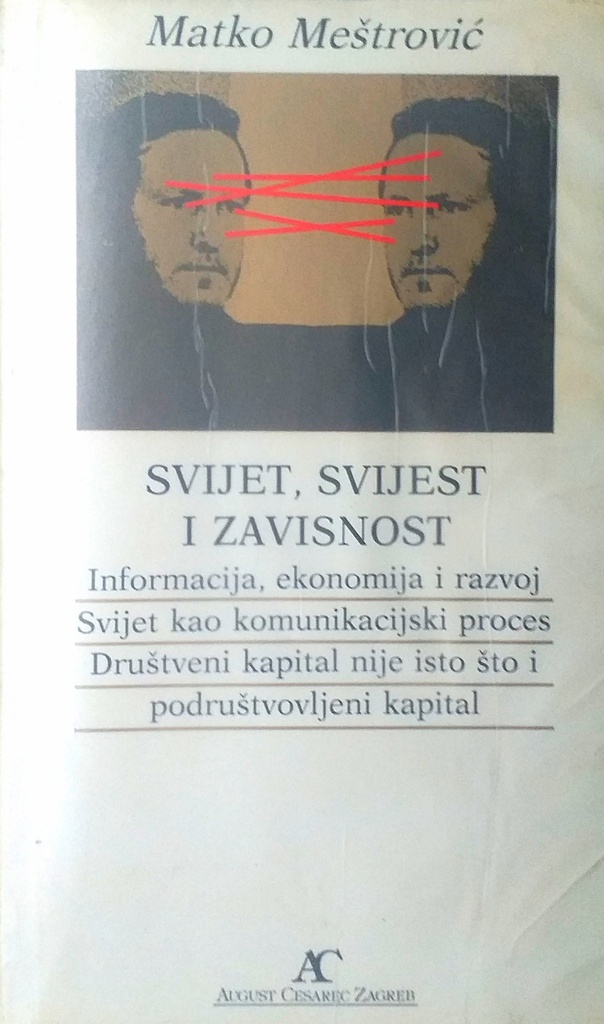 Matko Meštrović
SVIJET, SVIJEST
I ZAVISNOST
Informacija, ekonomija i razvoj
Svijet kao komunikacijski proces
Društveni kapital nije isto što i
podruštvovljeni kapital
AC
AUGUST CESAREC ZAGREB